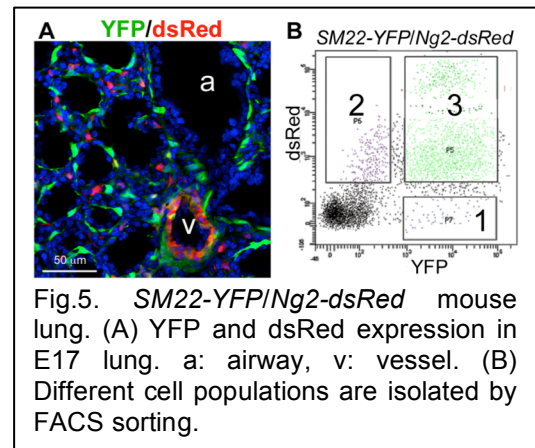 YFP/dsRed
A
a
v
50 μm
B
SM22-YFP/Ng2-dsRed
2
3
1
P6
P5
P7
dsRed
YFP
Fig.5. SM22-YFP/Ng2-dsRed mouse
lung. (A) YFP and dsRed expression in
E17 lung. a: airway, v: vessel. (B)
Different cell populations are isolated by
FACS sorting.